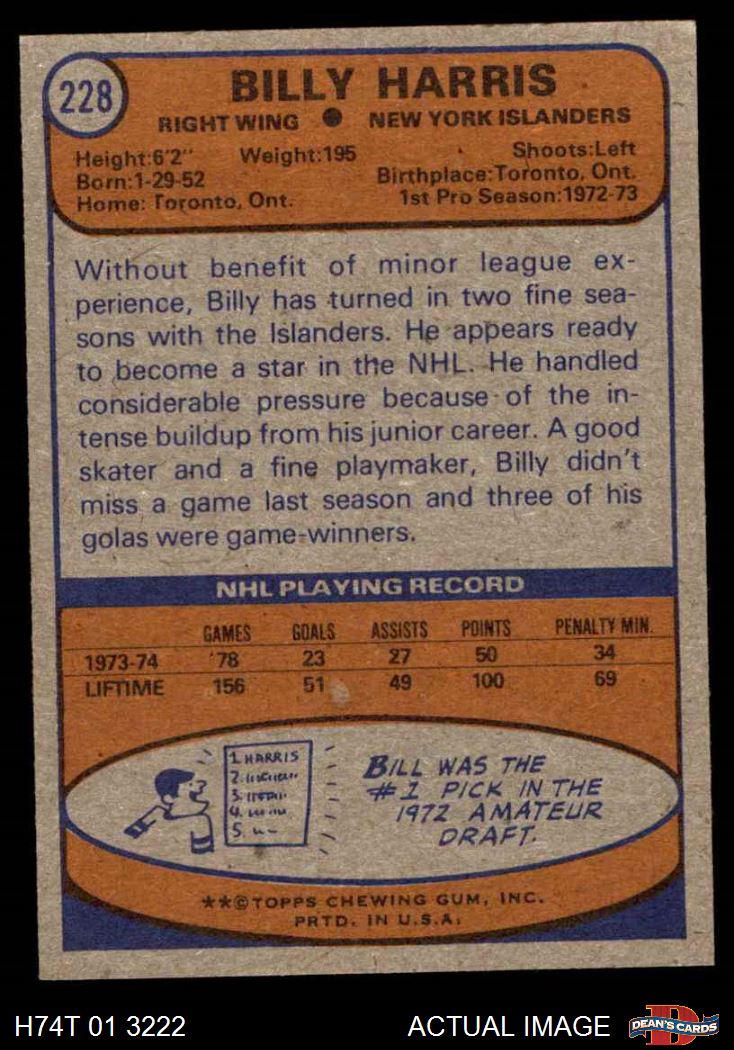 228
BILLY HARRIS
RIGHT WING ● NEW YORK ISLANDERS
Height:6'2" Weight:195 Shoots:Left
Born:1-29-52 Birthplace:Toronto, Ont.
Home: Toronto, Ont. 1st Pro Season:1972-73
Without benefit of minor league ex-
perience, Billy has turned in two fine sea-
sons with the Islanders. He appears ready
to become a star in the NHL. He handled
considerable pressure because of the in-
tense buildup from his junior career. A good
skater and a fine playmaker, Billy didn't
miss a game last season and three of his
golas were game-winners.
NHL PLAYING RECORD
GAMES GOALS ASSISTS POINTS PENALTY MIN.
1973-74 78 23 27 50 34
LIFTIME 156 51 49 100 69
1. HARRIS
2.
3.
4.
5.
BILL WAS THE
#1 PICK IN THE
1972 AMATEUR
DRAFT.
**©TOPPS CHEWING GUM, INC.
PRTD. IN U.S.A.
H74T 01 3222 ACTUAL IMAGE DEAN'S CARDS